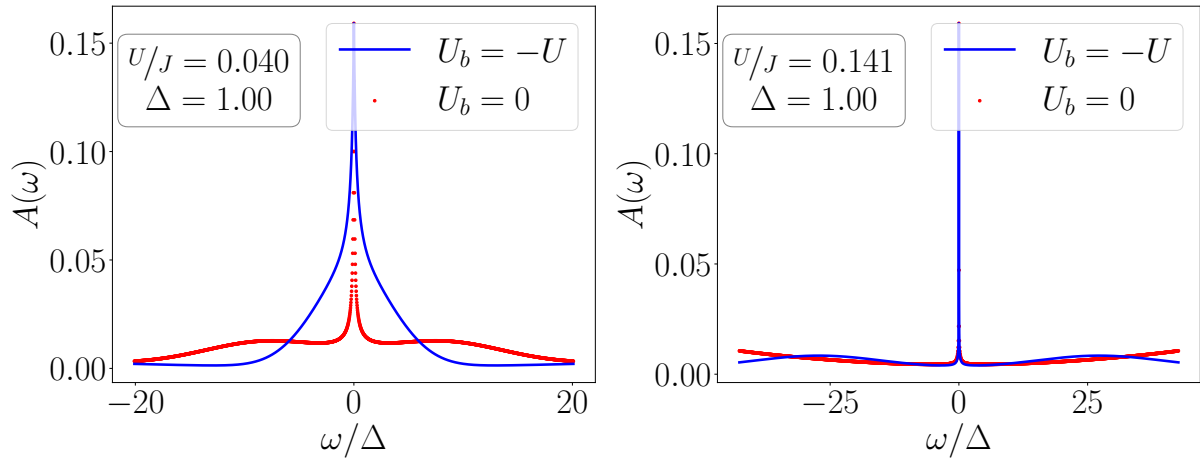 U/J = 0.040
Δ = 1.00
U_b = −U
U_b = 0
A(ω)
0.15
0.10
0.05
0.00
−20
0
20
ω/Δ
U/J = 0.141
Δ = 1.00
U_b = −U
U_b = 0
A(ω)
0.15
0.10
0.05
0.00
−25
0
25
ω/Δ